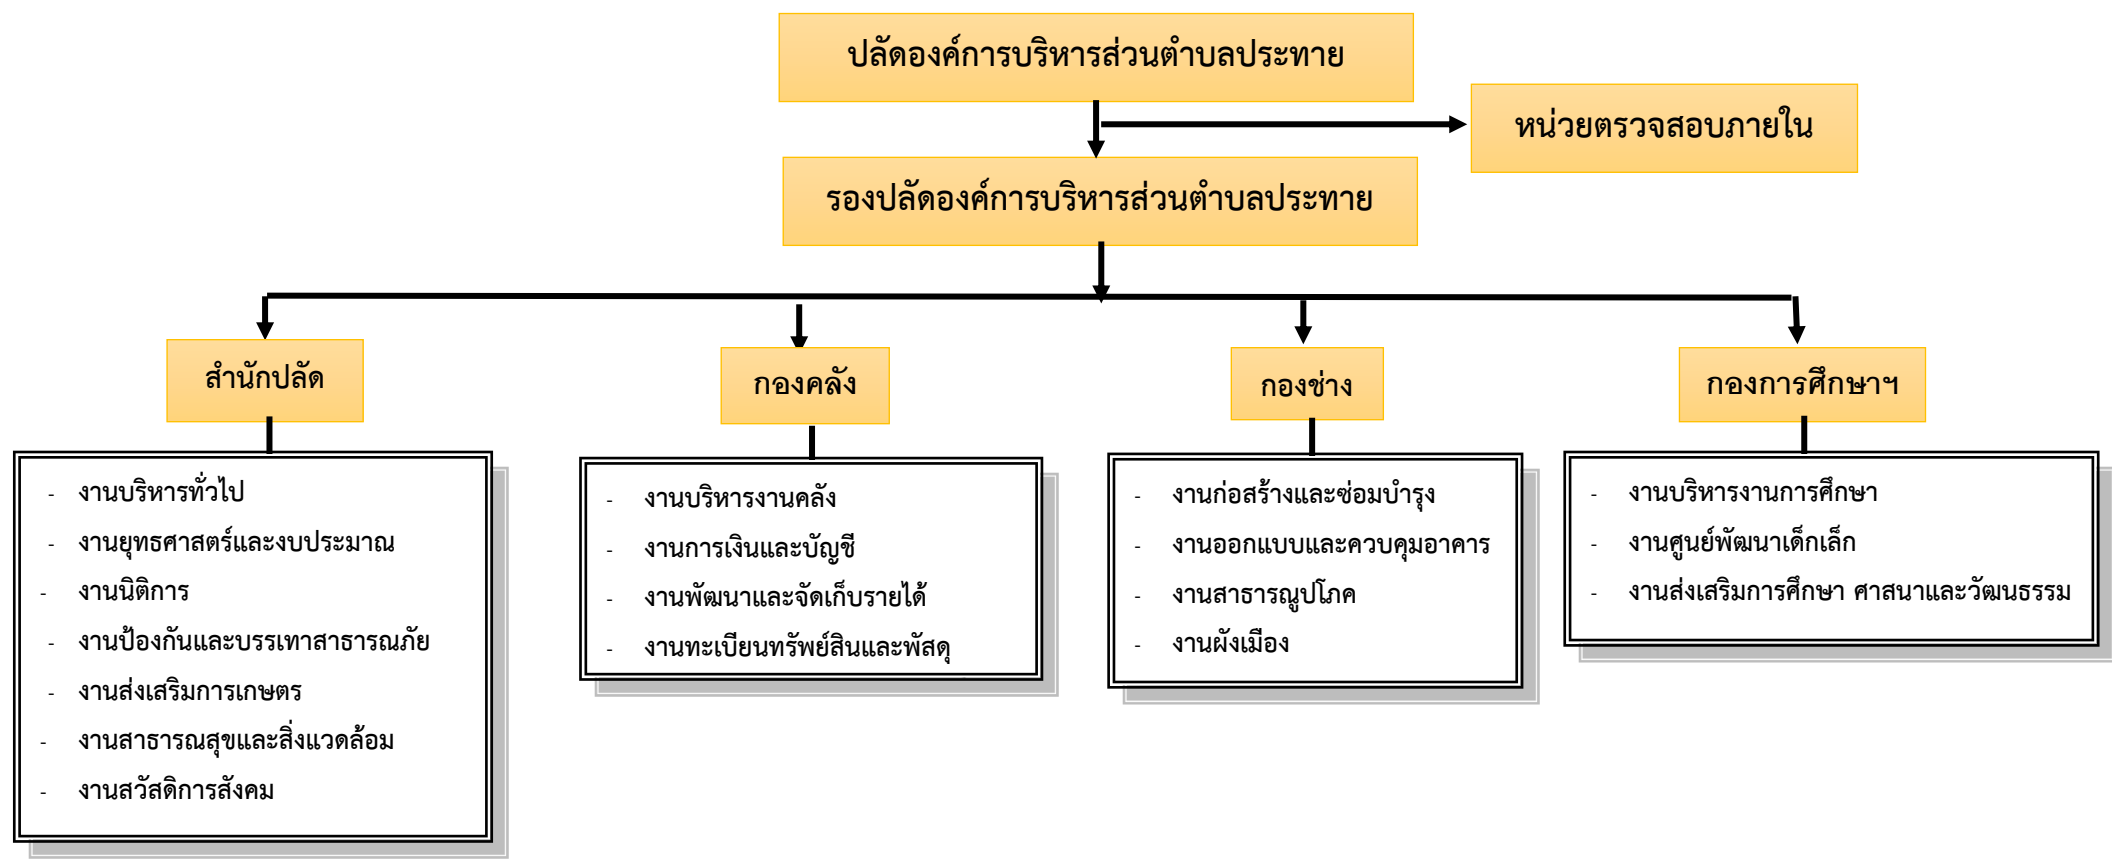 ปลัดองค์การบริหารส่วนตำบลประทาย
หน่วยตรวจสอบภายใน
รองปลัดองค์การบริหารส่วนตำบลประทาย
สำนักปลัด
- งานบริหารทั่วไป
- งานยุทธศาสตร์และงบประมาณ
- งานนิติการ
- งานป้องกันและบรรเทาสาธารณภัย
- งานส่งเสริมการเกษตร
- งานสาธารณสุขและสิ่งแวดล้อม
- งานสวัสดิการสังคม
กองคลัง
- งานบริหารงานคลัง
- งานการเงินและบัญชี
- งานพัฒนาและจัดเก็บรายได้
- งานทะเบียนทรัพย์สินและพัสดุ
กองช่าง
- งานก่อสร้างและซ่อมบำรุง
- งานออกแบบและควบคุมอาคาร
- งานสาธารณูปโภค
- งานผังเมือง
กองการศึกษาฯ
- งานบริหารงานการศึกษา
- งานศูนย์พัฒนาเด็กเล็ก
- งานส่งเสริมการศึกษา ศาสนาและวัฒนธรรม